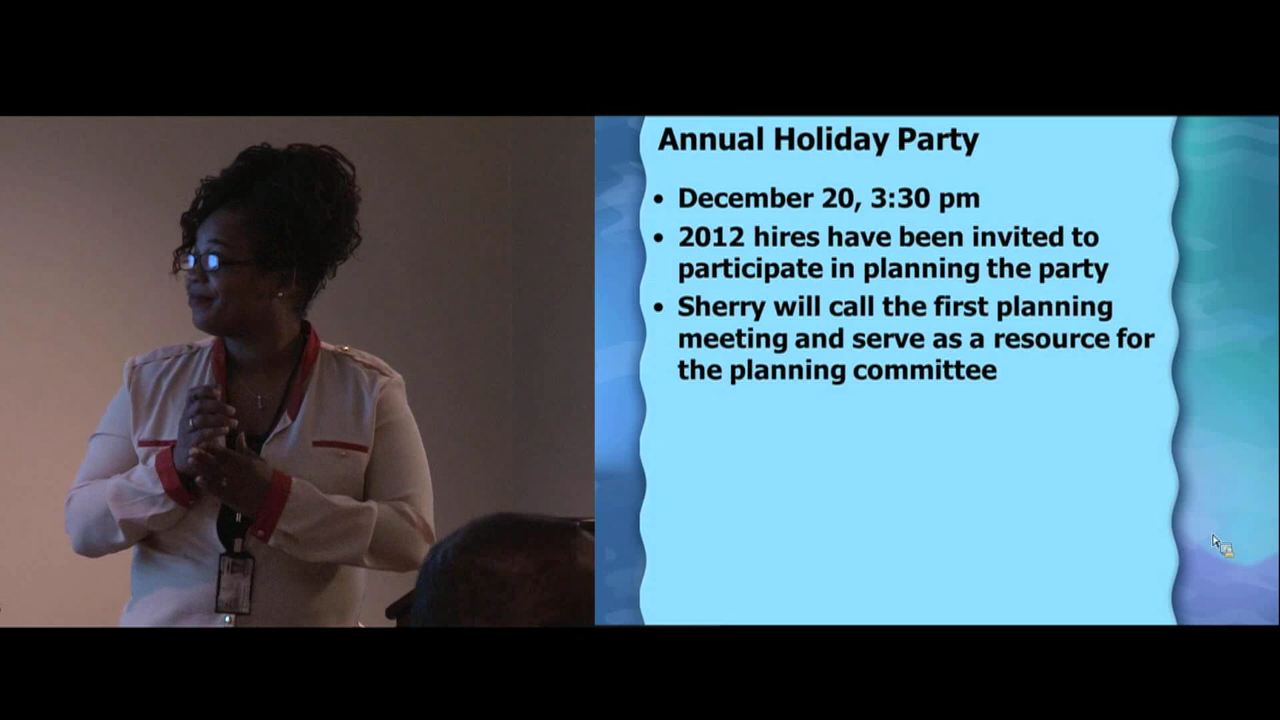 Annual Holiday Party
• December 20, 3:30 pm
• 2012 hires have been invited to
participate in planning the party
• Sherry will call the first planning
meeting and serve as a resource for
the planning committee